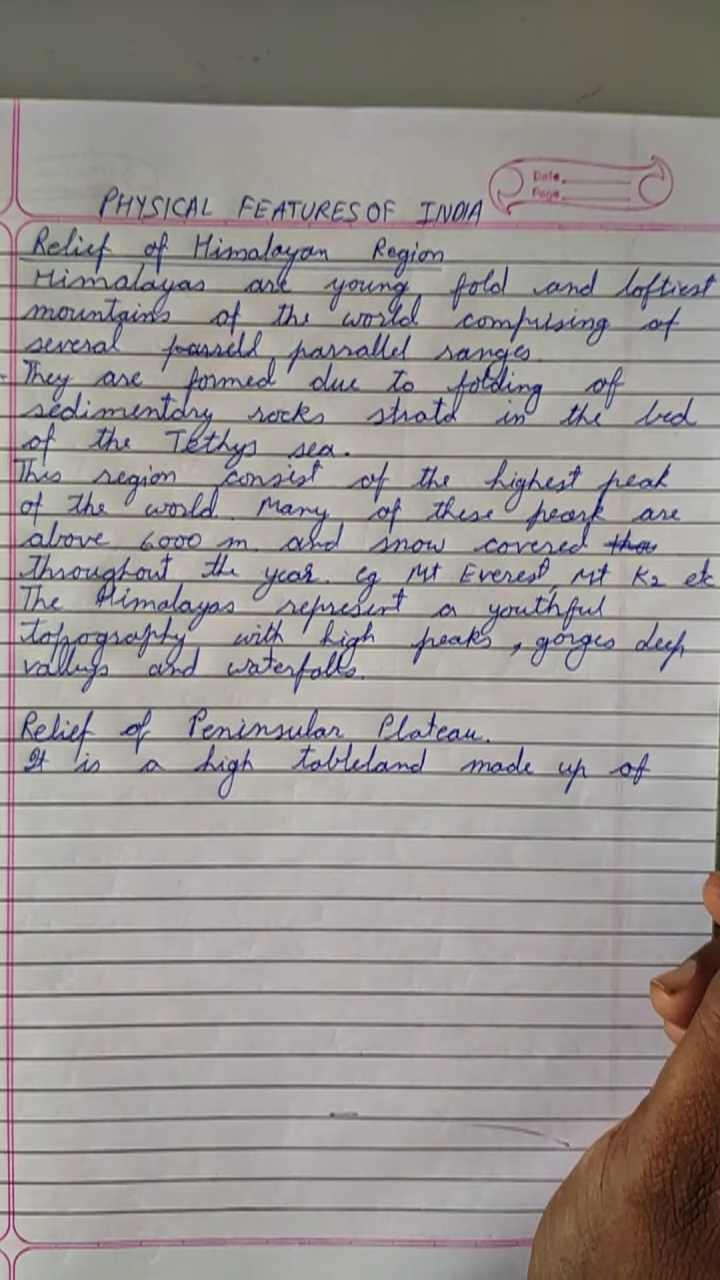 Date
Page
PHYSICAL FEATURES OF INDIA
Relief of Himalayan Region
Himalayas are young fold and loftiest
mountains of the world comprising of
several parrallel ranges.
They are formed due to folding of
sedimentary rocks strata in the bed
of the Tethys sea.
This region consist of the highest peak
of the world. Many of these peark are
above 6000 m. and snow covered
throughout the year. eg Mt Everest, Mt K2 etc
The Himalayas represent a youthful
topography with high peaks, gorges deep
valleys and waterfalls.
Relief of Peninsular Plateau.
It is a high tableland made up of